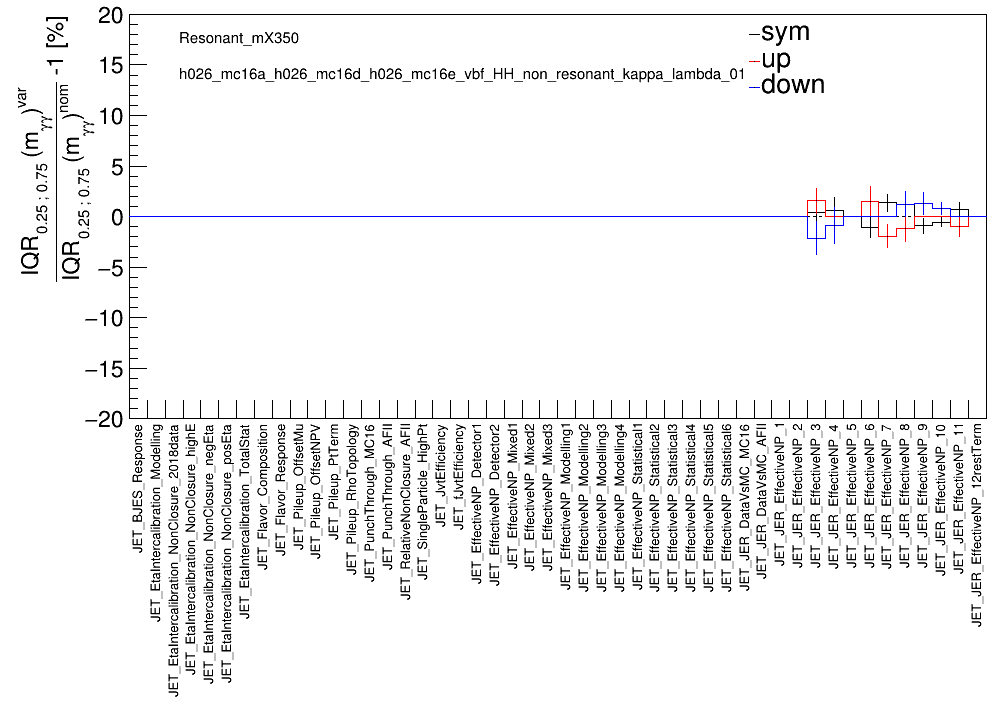 IQR0.25 ; 0.75 (mγγ)var
IQR0.25 ; 0.75 (mγγ)nom -1 [%]
20
15
10
5
0
−5
−10
−15
−20
Resonant_mX350
h026_mc16a_h026_mc16d_h026_mc16e_vbf_HH_non_resonant_kappa_lambda_01
sym
up
down
JET_BJES_Response
JET_EtaIntercalibration_Modelling
JET_EtaIntercalibration_NonClosure_2018data
JET_EtaIntercalibration_NonClosure_highE
JET_EtaIntercalibration_NonClosure_negEta
JET_EtaIntercalibration_NonClosure_posEta
JET_EtaIntercalibration_TotalStat
JET_Flavor_Composition
JET_Flavor_Response
JET_Pileup_OffsetMu
JET_Pileup_OffsetNPV
JET_Pileup_PtTerm
JET_Pileup_RhoTopology
JET_PunchThrough_MC16
JET_PunchThrough_AFII
JET_RelativeNonClosure_AFII
JET_SingleParticle_HighPt
JET_JvtEfficiency
JET_fJvtEfficiency
JET_EffectiveNP_Detector1
JET_EffectiveNP_Detector2
JET_EffectiveNP_Mixed1
JET_EffectiveNP_Mixed2
JET_EffectiveNP_Mixed3
JET_EffectiveNP_Modelling1
JET_EffectiveNP_Modelling2
JET_EffectiveNP_Modelling3
JET_EffectiveNP_Modelling4
JET_EffectiveNP_Statistical1
JET_EffectiveNP_Statistical2
JET_EffectiveNP_Statistical3
JET_EffectiveNP_Statistical4
JET_EffectiveNP_Statistical5
JET_EffectiveNP_Statistical6
JET_JER_DataVsMC_MC16
JET_JER_DataVsMC_AFII
JET_JER_EffectiveNP_1
JET_JER_EffectiveNP_2
JET_JER_EffectiveNP_3
JET_JER_EffectiveNP_4
JET_JER_EffectiveNP_5
JET_JER_EffectiveNP_6
JET_JER_EffectiveNP_7
JET_JER_EffectiveNP_8
JET_JER_EffectiveNP_9
JET_JER_EffectiveNP_10
JET_JER_EffectiveNP_11
JET_JER_EffectiveNP_12restTerm